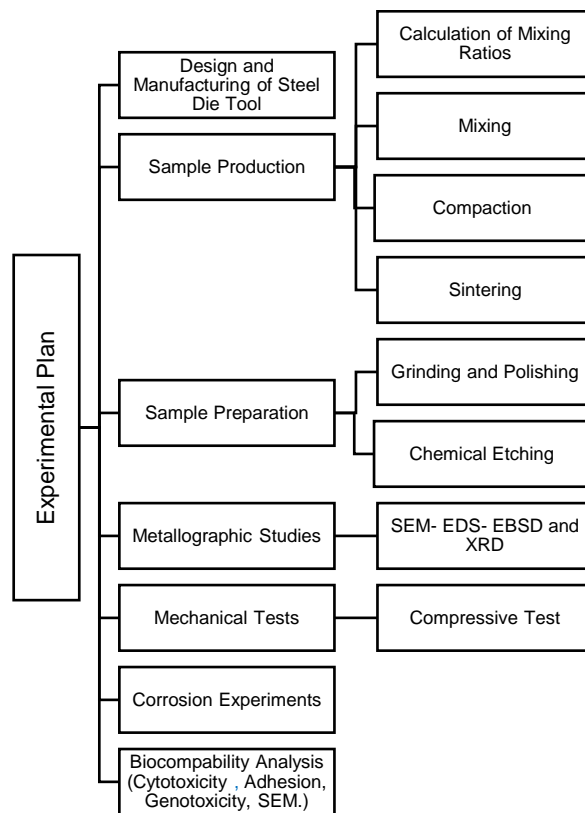 Experimental Plan
Design and
Manufacturing of Steel
Die Tool
Sample Production
Calculation of Mixing
Ratios
Mixing
Compaction
Sintering
Sample Preparation
Grinding and Polishing
Chemical Etching
Metallographic Studies
SEM- EDS- EBSD and
XRD
Mechanical Tests
Compressive Test
Corrosion Experiments
Biocompability Analysis
(Cytotoxicity , Adhesion,
Genotoxicity, SEM.)